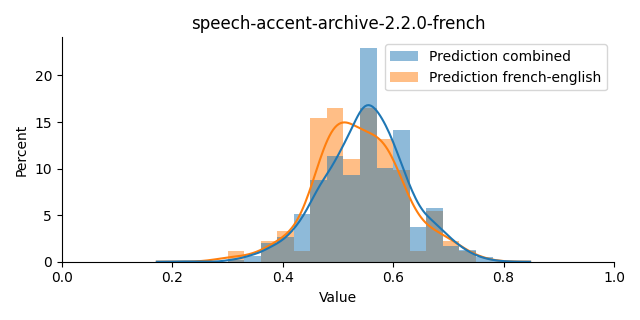 speech-accent-archive-2.2.0-french
Prediction combined
Prediction french-english
Percent
20
15
10
5
0
0.0 0.2 0.4 0.6 0.8 1.0
Value